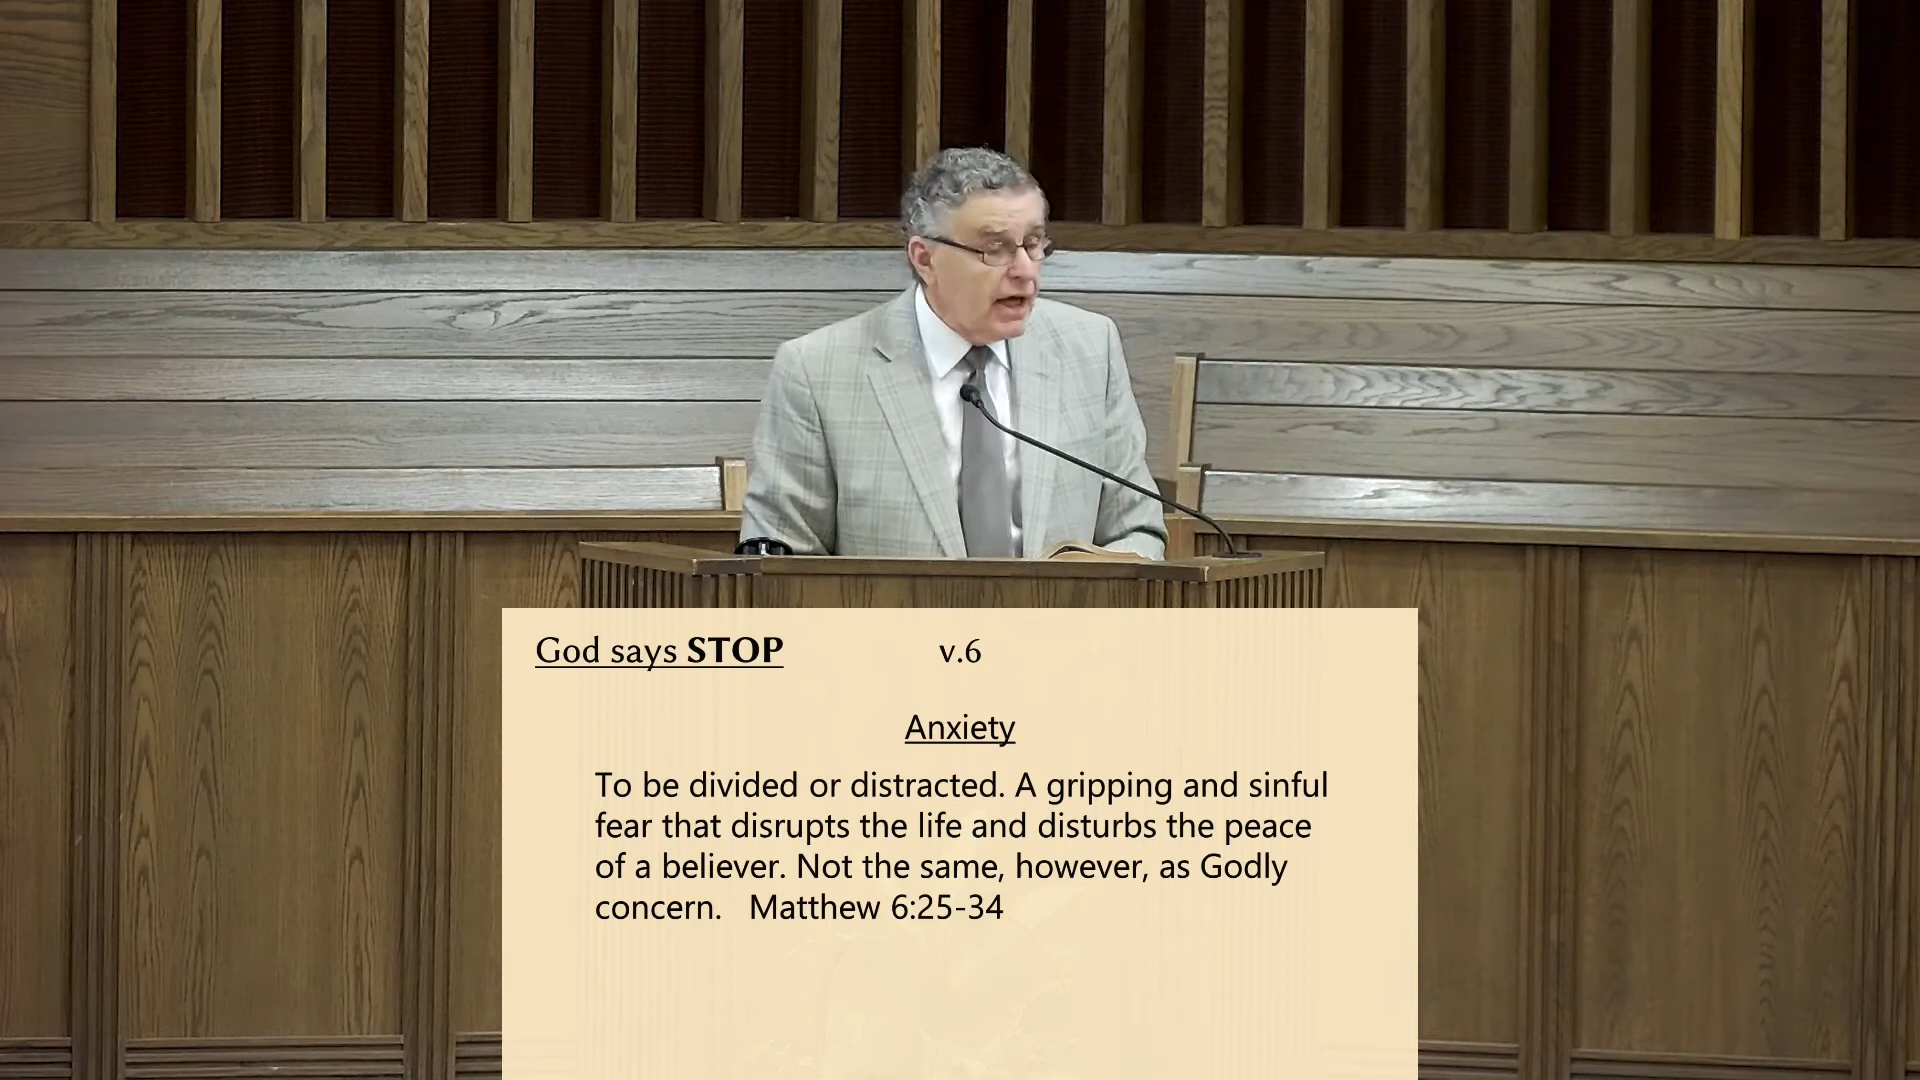 God says STOP v.6
Anxiety
To be divided or distracted. A gripping and sinful
fear that disrupts the life and disturbs the peace
of a believer. Not the same, however, as Godly
concern. Matthew 6:25-34